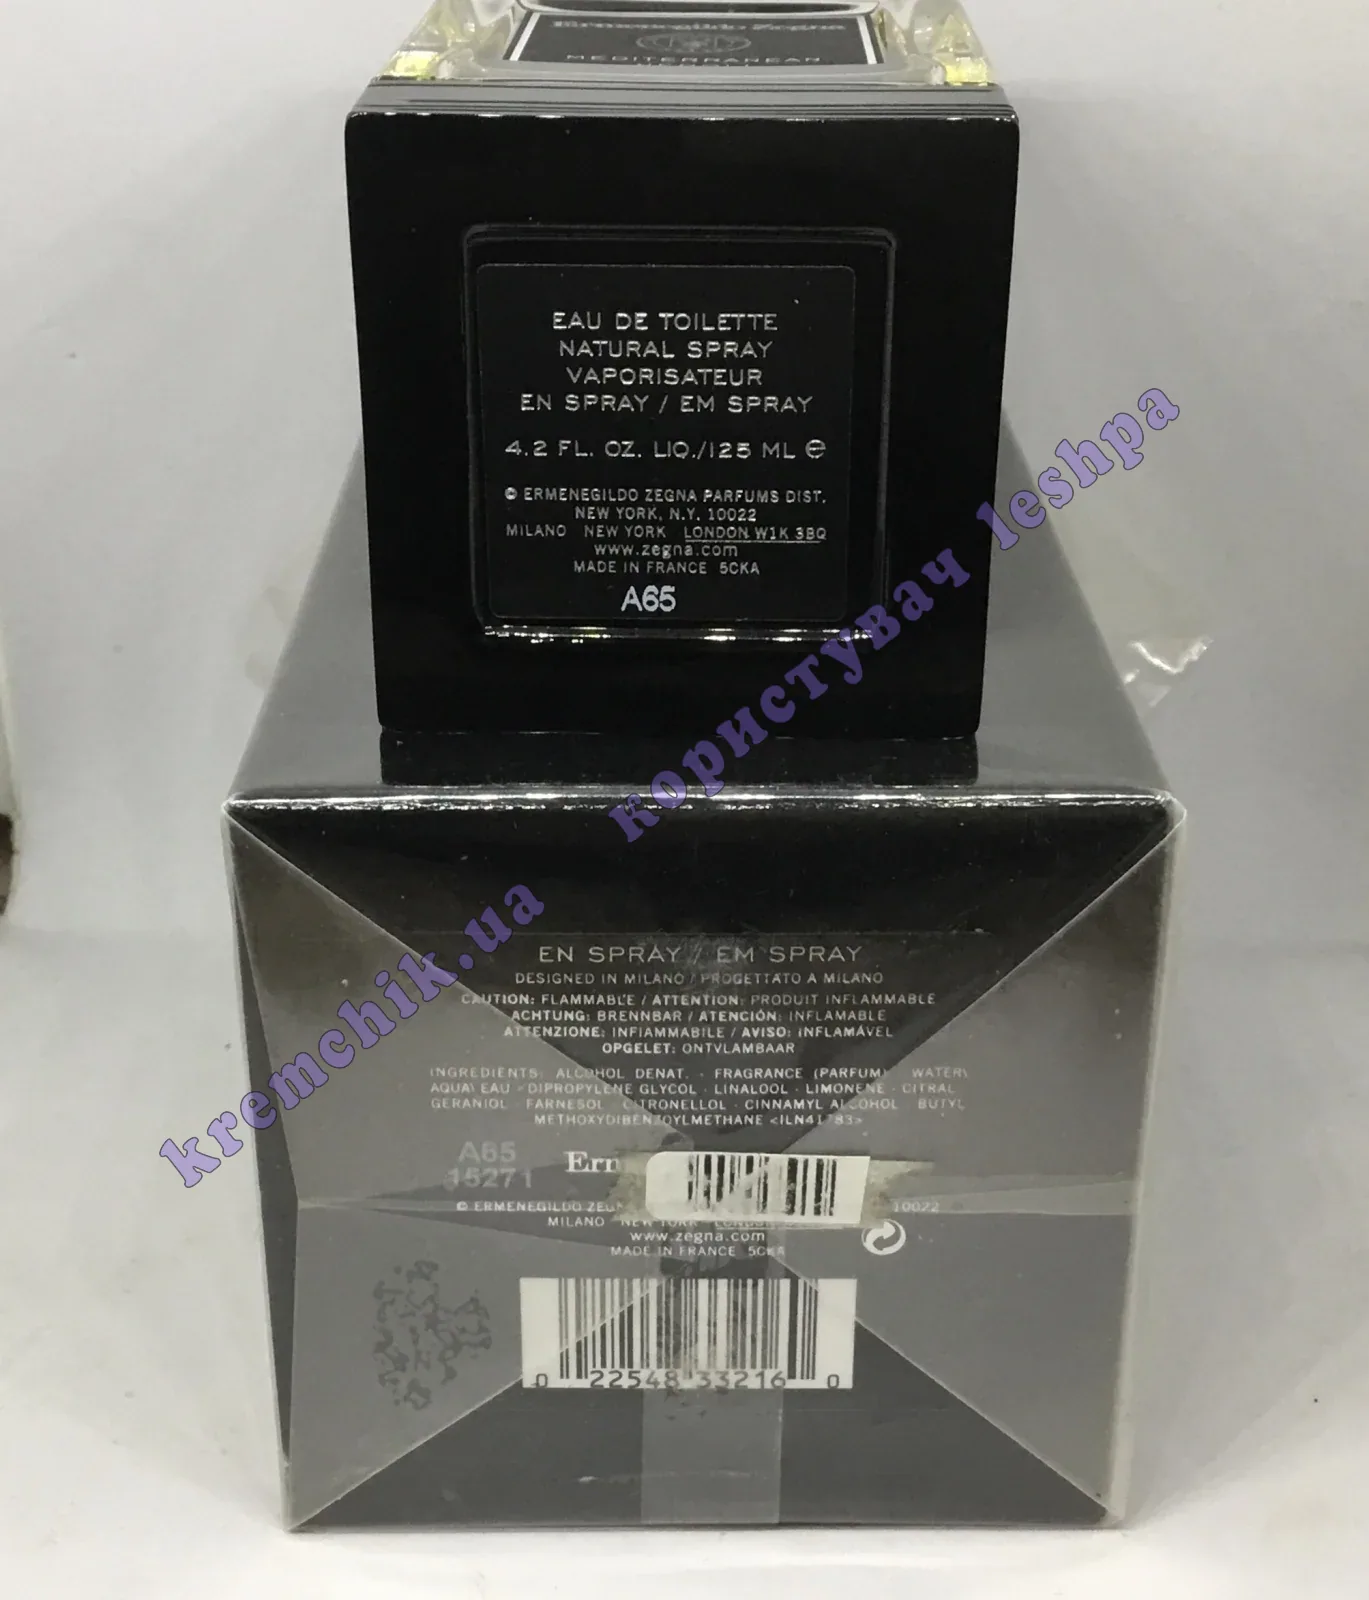 Ermenegildo Zegna
MEDITERRANEAN
EAU DE TOILETTE
NATURAL SPRAY
VAPORISATEUR
EN SPRAY / EM SPRAY
4.2 FL. OZ. LIQ./125 ML e
© ERMENEGILDO ZEGNA PARFUMS DIST.
NEW YORK, N.Y. 10022
MILANO NEW YORK LONDON W1K 3BQ
www.zegna.com
MADE IN FRANCE 5CKA
A65
користувач leshpa
kremchik.ua
EN SPRAY / EM SPRAY
DESIGNED IN MILANO / PROGETTATO A MILANO
CAUTION: FLAMMABLE / ATTENTION: PRODUIT INFLAMMABLE
ACHTUNG: BRENNBAR / ATENCIÓN: INFLAMABLE
ATTENZIONE: INFIAMMABILE / AVISO: INFLAMÁVEL
OPGELET: ONTVLAMBAAR
INGREDIENTS: ALCOHOL DENAT. · FRAGRANCE (PARFUM) · WATER\
AQUA\ EAU · DIPROPYLENE GLYCOL · LINALOOL · LIMONENE · CITRAL
GERANIOL · FARNESOL · CITRONELLOL · CINNAMYL ALCOHOL · BUTYL
METHOXYDIBENZOYLMETHANE <ILN41783>
A65
15271
Erm
© ERMENEGILDO ZEGN 10022
MILANO NEW YORK
www.zegna.com
MADE IN FRANCE 5CKA
0 22548 33216 0